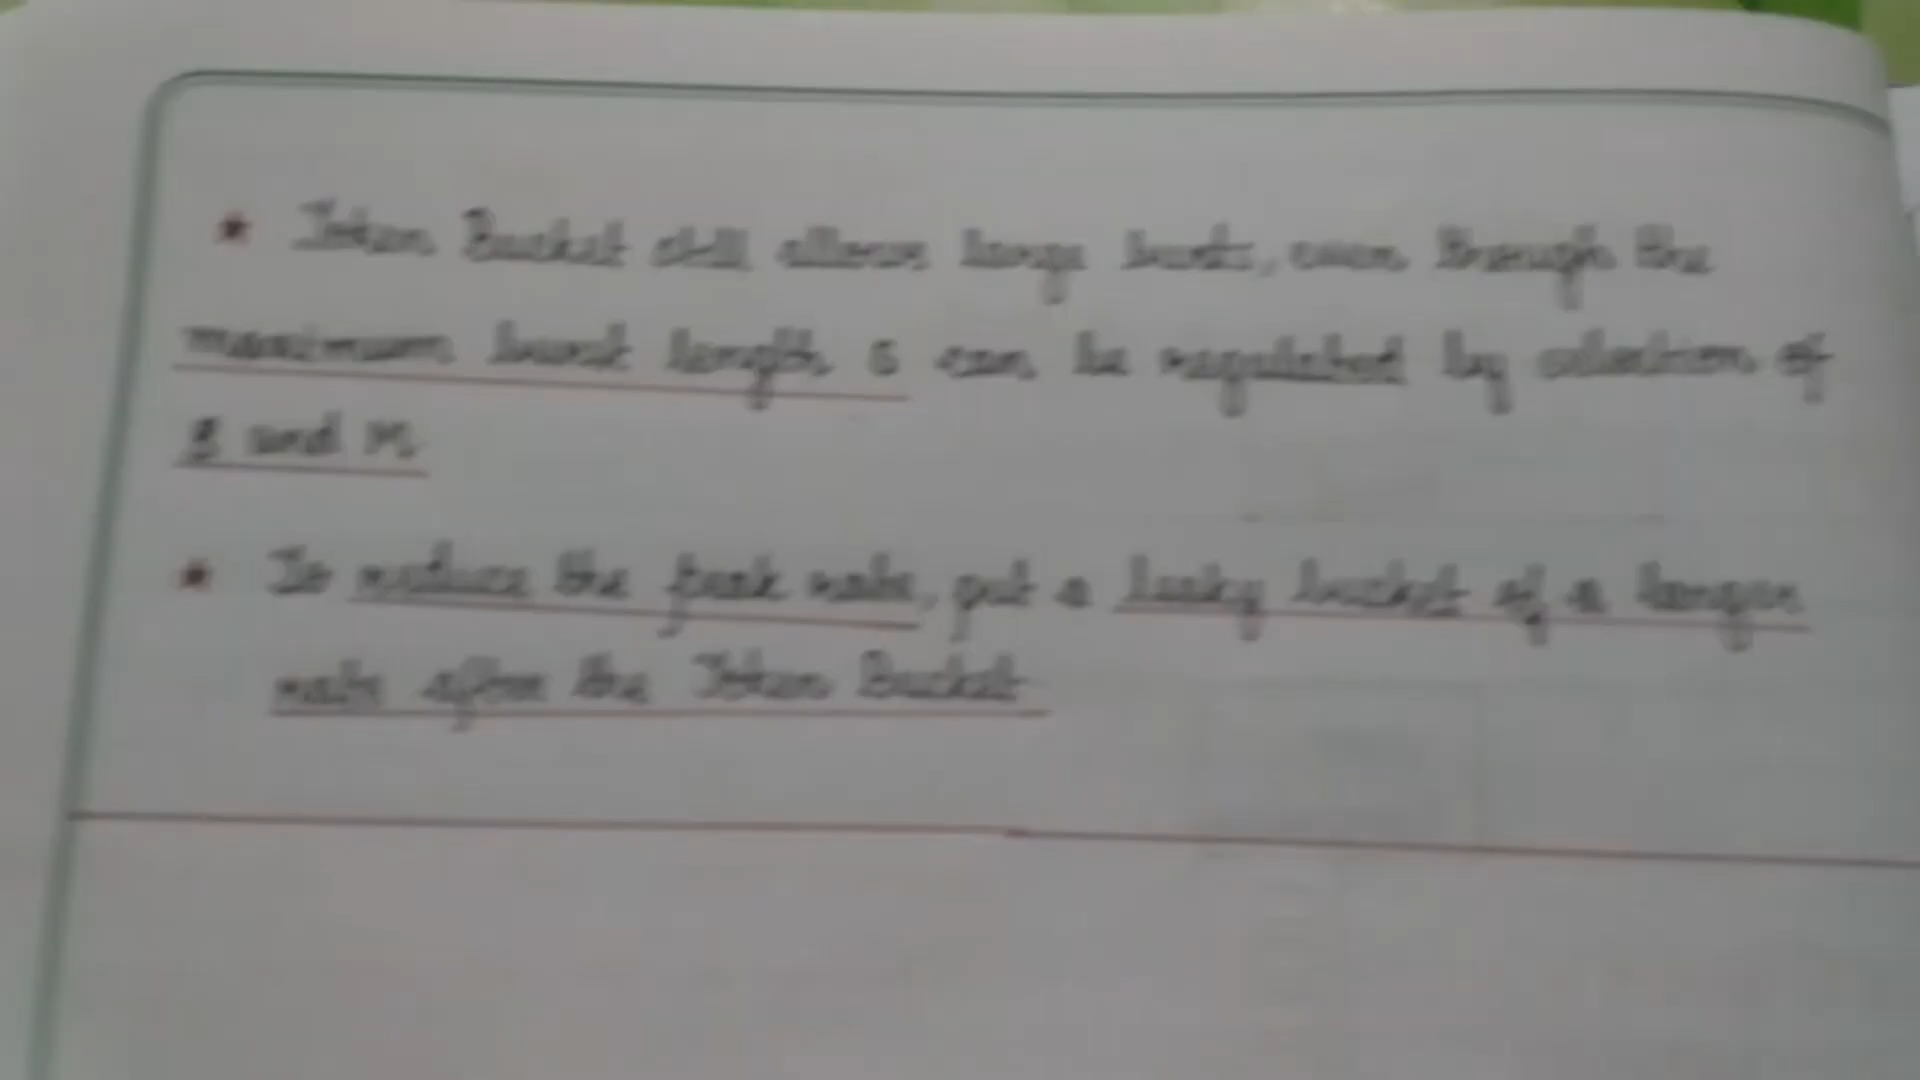 ★ Token Bucket still allows large bursts, even through the
maximum burst length s can be regulated by selection of
g and M
★ To reduce the peak rate, put a leaky bucket of a larger
rate after the Token Bucket